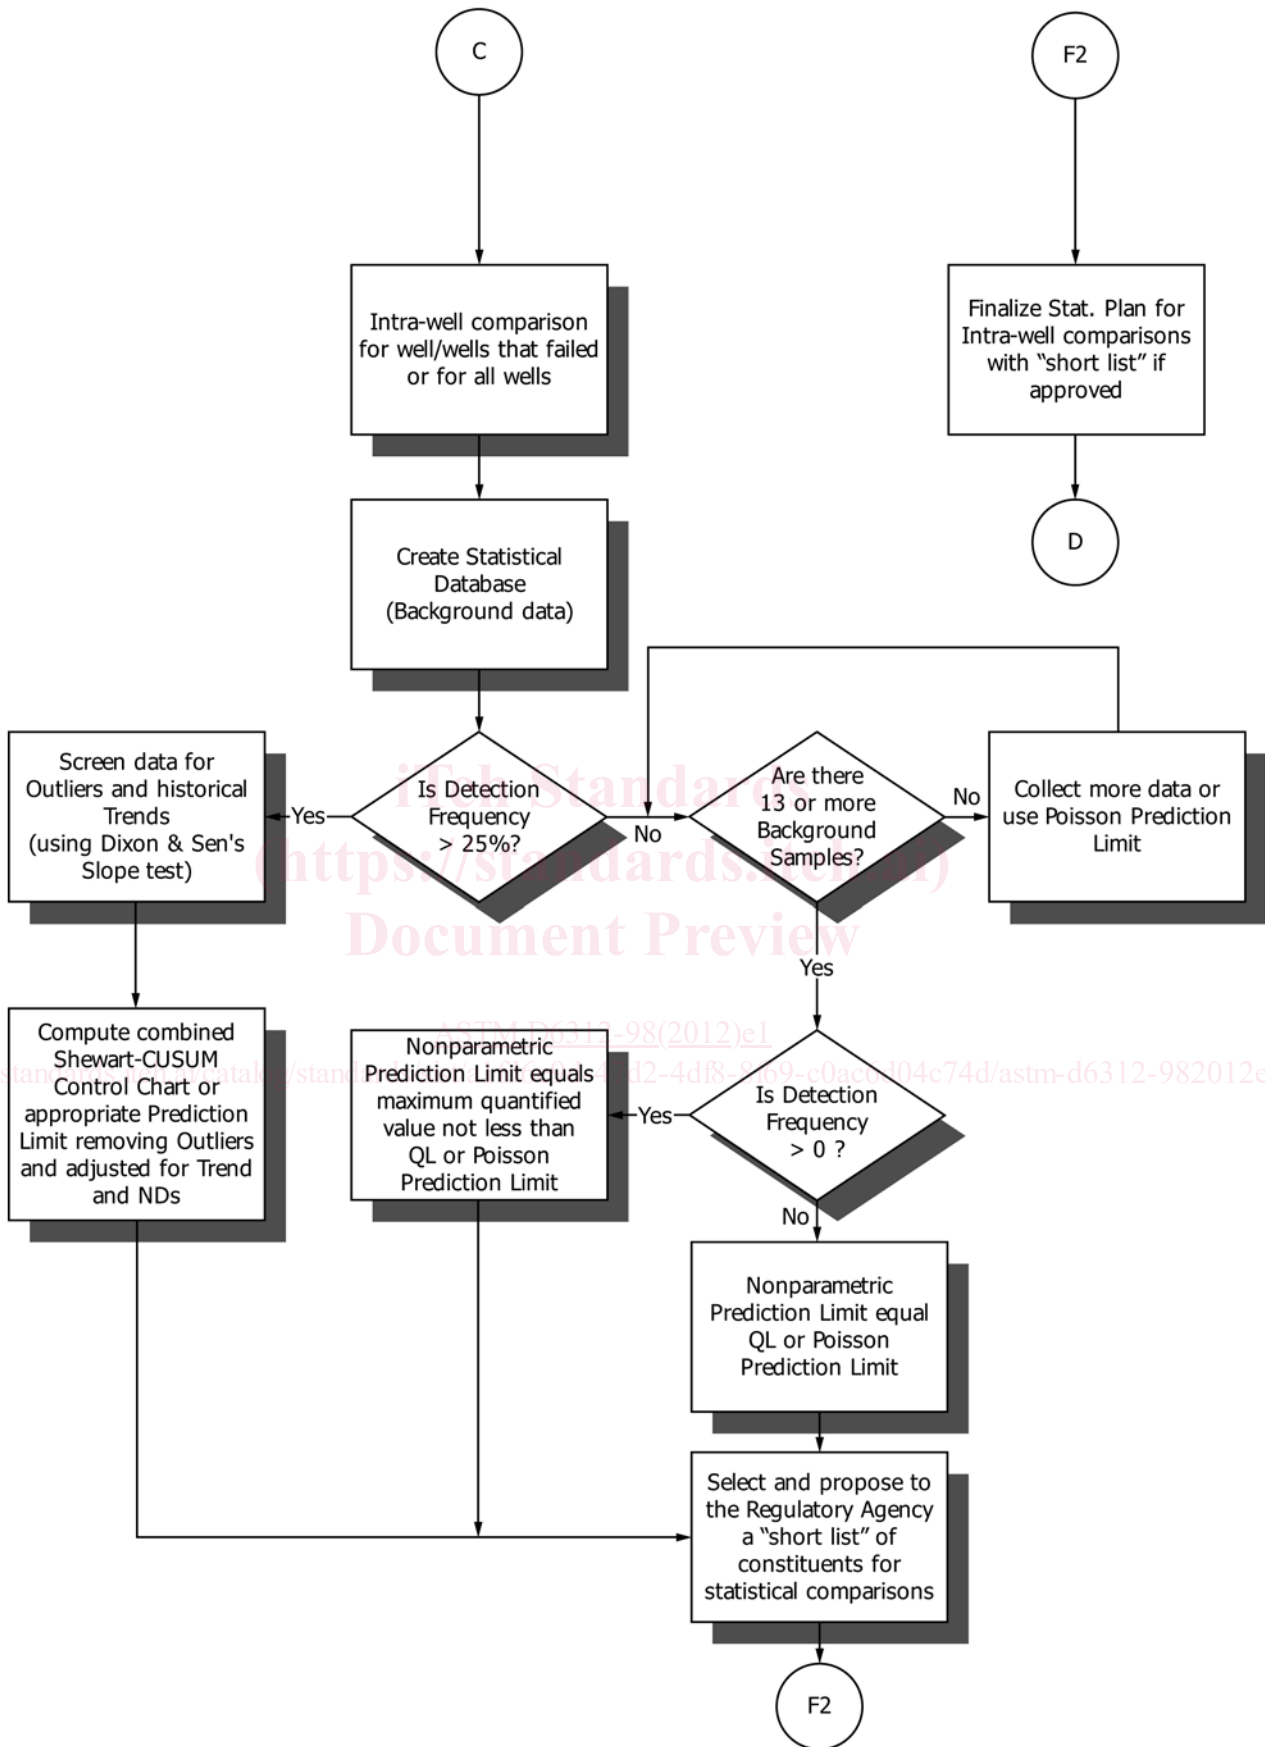 C
F2
Intra-well comparison
for well/wells that failed
or for all wells
Finalize Stat. Plan for
Intra-well comparisons
with “short list” if
approved
Create Statistical
Database
(Background data)
D
Screen data for
Outliers and historical
Trends
(using Dixon & Sen's
Slope test)
Yes
Is Detection
Frequency
> 25%?
No
Are there
13 or more
Background
Samples?
No
Collect more data or
use Poisson Prediction
Limit
iTeh Standards
(https://standards.iteh.ai)
Document Preview
Yes
Compute combined
Shewart-CUSUM
Control Chart or
appropriate Prediction
Limit removing Outliers
and adjusted for Trend
and NDs
ASTM D6312-98(2012)e1
Nonparametric
Prediction Limit equals
maximum quantified
value not less than
QL or Poisson
Prediction Limit
Yes
Is Detection
Frequency
> 0 ?
No
Nonparametric
Prediction Limit equal
QL or Poisson
Prediction Limit
Select and propose to
the Regulatory Agency
a “short list” of
constituents for
statistical comparisons
F2